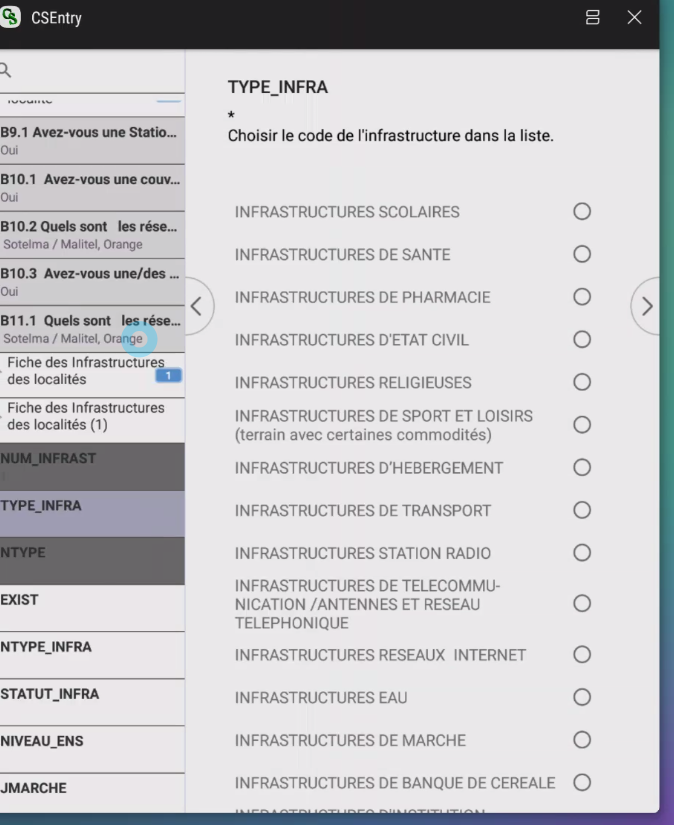 CSEntry
localité
B9.1 Avez-vous une Statio...
Oui
B10.1 Avez-vous une couv...
Oui
B10.2 Quels sont les rése...
Sotelma / Malitel, Orange
B10.3 Avez-vous une/des ...
Oui
B11.1 Quels sont les rése...
Sotelma / Malitel, Orange
Fiche des Infrastructures
des localités
1
Fiche des Infrastructures
des localités (1)
NUM_INFRAST
1
TYPE_INFRA
NTYPE
EXIST
NTYPE_INFRA
STATUT_INFRA
NIVEAU_ENS
JMARCHE
TYPE_INFRA
*
Choisir le code de l'infrastructure dans la liste.
INFRASTRUCTURES SCOLAIRES
INFRASTRUCTURES DE SANTE
INFRASTRUCTURES DE PHARMACIE
INFRASTRUCTURES D'ETAT CIVIL
INFRASTRUCTURES RELIGIEUSES
INFRASTRUCTURES DE SPORT ET LOISIRS
(terrain avec certaines commodités)
INFRASTRUCTURES D'HEBERGEMENT
INFRASTRUCTURES DE TRANSPORT
INFRASTRUCTURES STATION RADIO
INFRASTRUCTURES DE TELECOMMU-
NICATION /ANTENNES ET RESEAU
TELEPHONIQUE
INFRASTRUCTURES RESEAUX INTERNET
INFRASTRUCTURES EAU
INFRASTRUCTURES DE MARCHE
INFRASTRUCTURES DE BANQUE DE CEREALE
INFRASTRUCTURES D'INSTITUTION